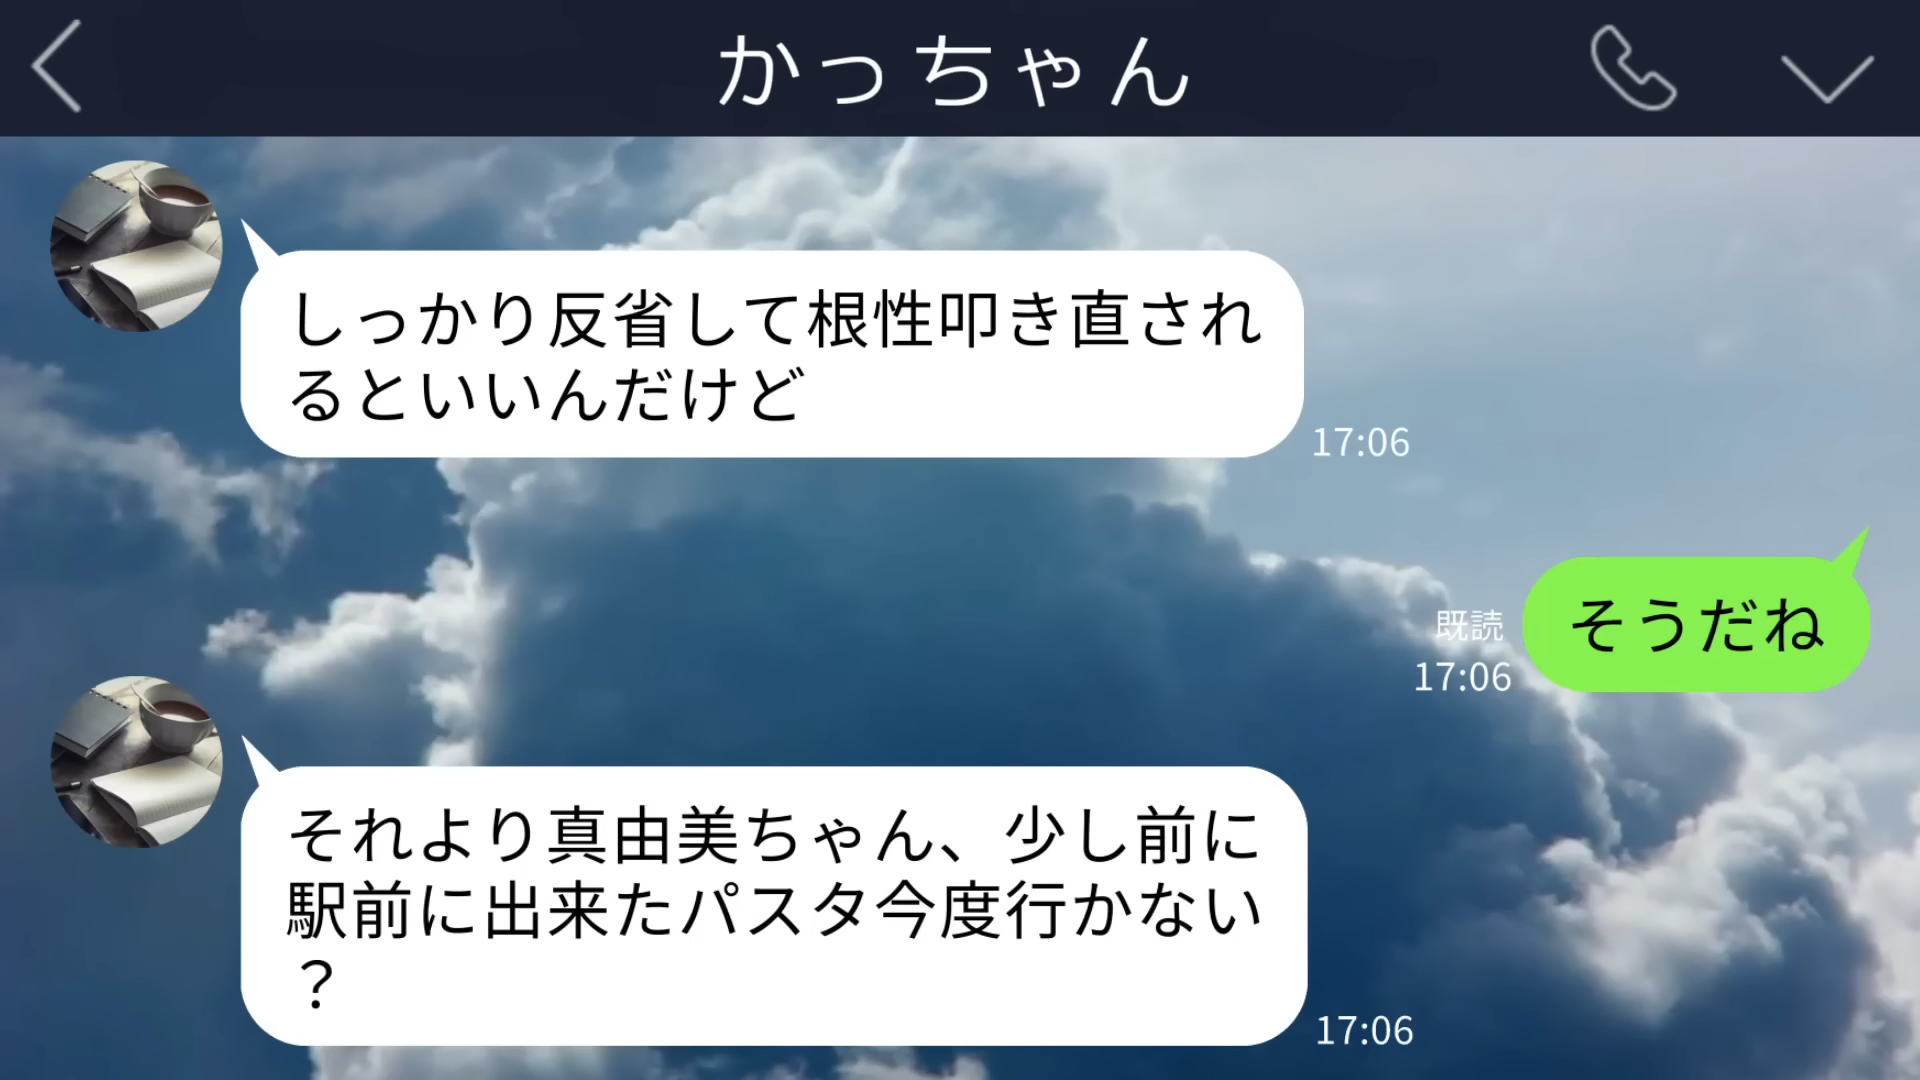 かっちゃん
しっかり反省して根性叩き直され
るといいんだけど
17:06
そうだね
既読
17:06
それより真由美ちゃん、少し前に
駅前に出来たパスタ今度行かない
？
17:06